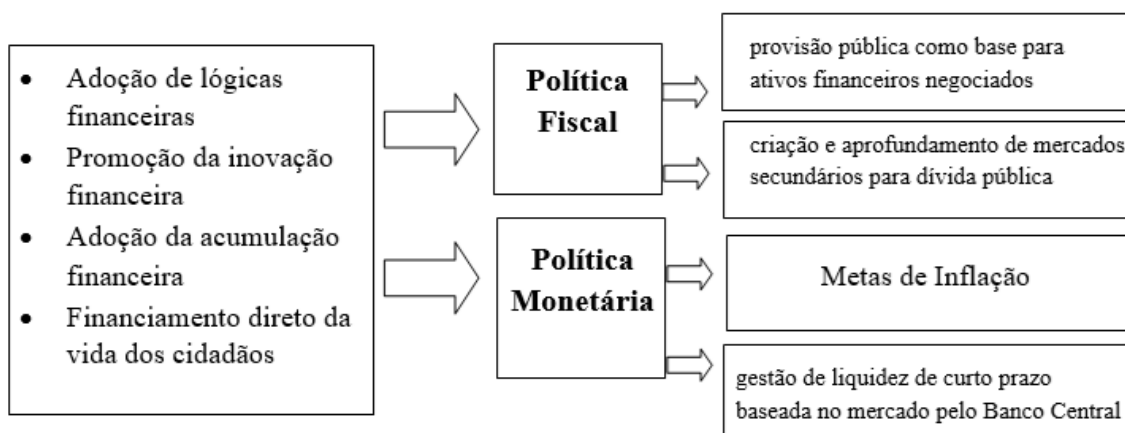 • Adoção de lógicas
financeiras
• Promoção da inovação
financeira
• Adoção da acumulação
financeira
• Financiamento direto da
vida dos cidadãos
Política
Fiscal
provisão pública como base para
ativos financeiros negociados
criação e aprofundamento de mercados
secundários para dívida pública
Política
Monetária
Metas de Inflação
gestão de liquidez de curto prazo
baseada no mercado pelo Banco Central